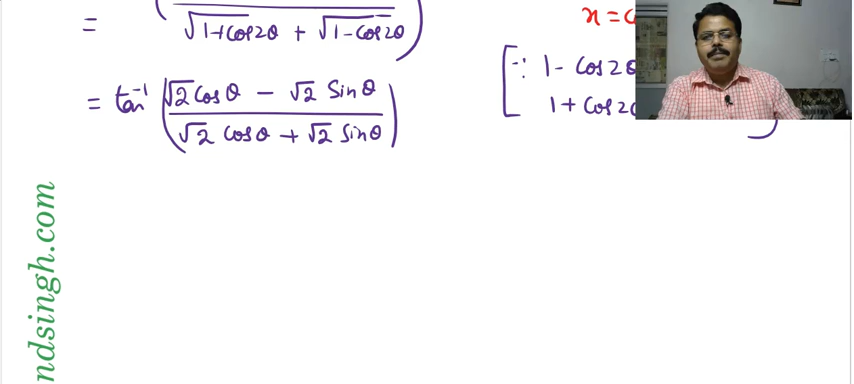 = √1+cos2θ + √1-cos2θ
x = c
[∵ 1 - cos2θ
= tan⁻¹ (√2 cosθ - √2 sinθ / √2 cosθ + √2 sinθ)
1 + cos2θ
ndsingh.com